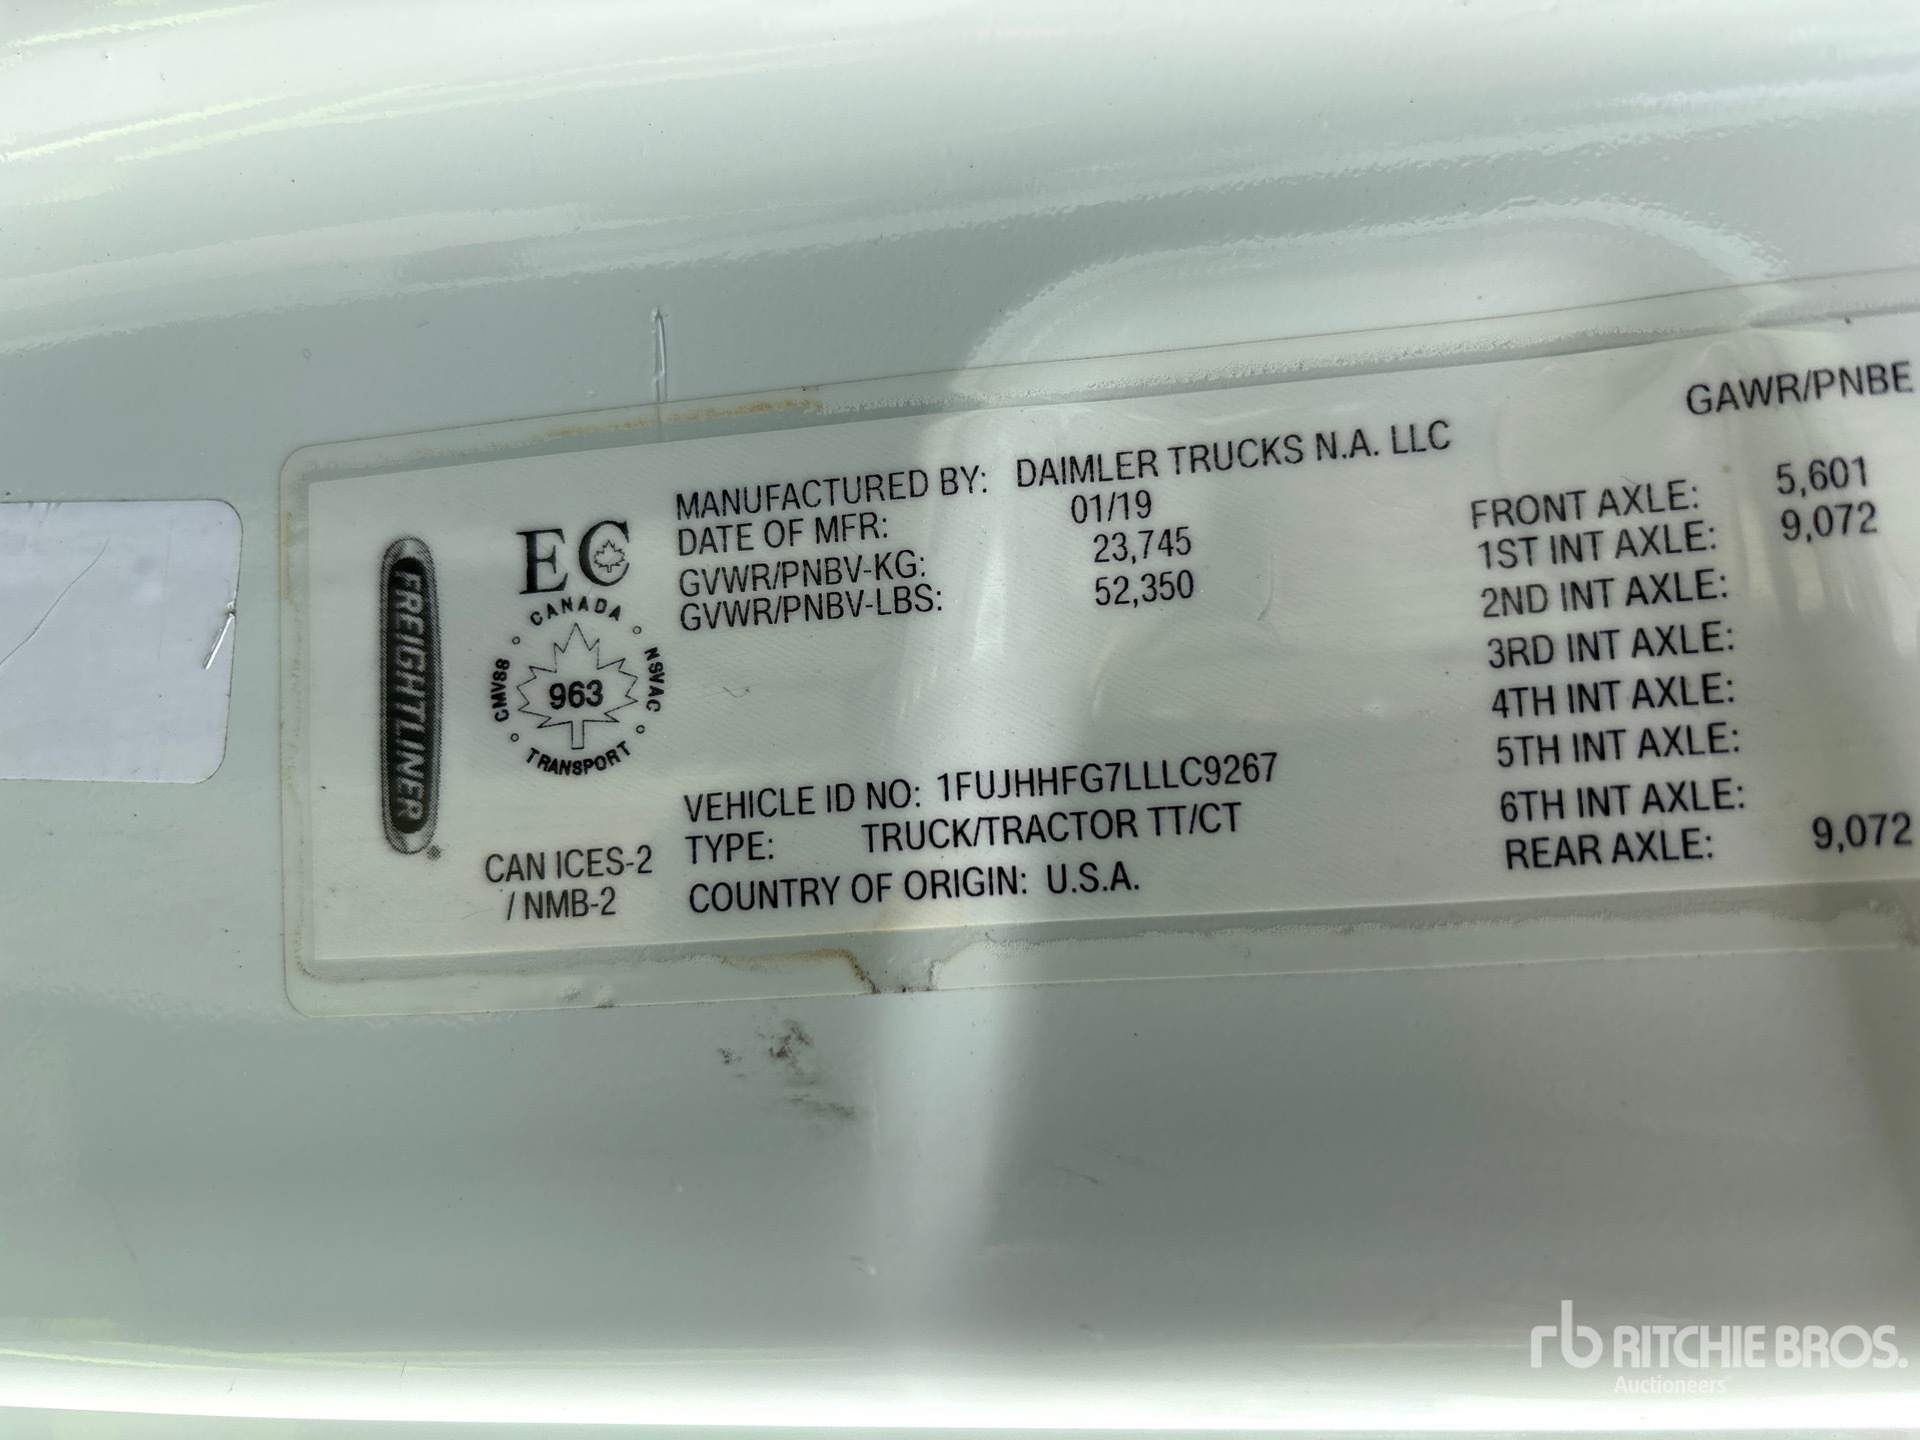 GAWR/PNBE
MANUFACTURED BY: DAIMLER TRUCKS N.A. LLC
DATE OF MFR: 01/19
GVWR/PNBV-KG: 23,745
GVWR/PNBV-LBS: 52,350
FRONT AXLE: 5,601
1ST INT AXLE: 9,072
2ND INT AXLE:
3RD INT AXLE:
4TH INT AXLE:
5TH INT AXLE:
6TH INT AXLE:
REAR AXLE: 9,072
FREIGHTLINER®
EC
CANADA
CMVSS
NSVAC
963
TRANSPORT
VEHICLE ID NO: 1FUJHHFG7LLLC9267
TYPE: TRUCK/TRACTOR TT/CT
COUNTRY OF ORIGIN: U.S.A.
CAN ICES-2
/ NMB-2
rb RITCHIE BROS.
Auctioneers